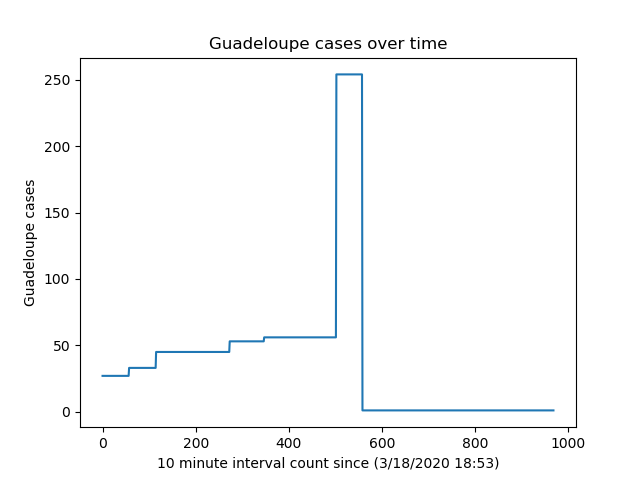 Guadeloupe cases over time
Guadeloupe cases
250
200
150
100
50
0
0 200 400 600 800 1000
10 minute interval count since (3/18/2020 18:53)